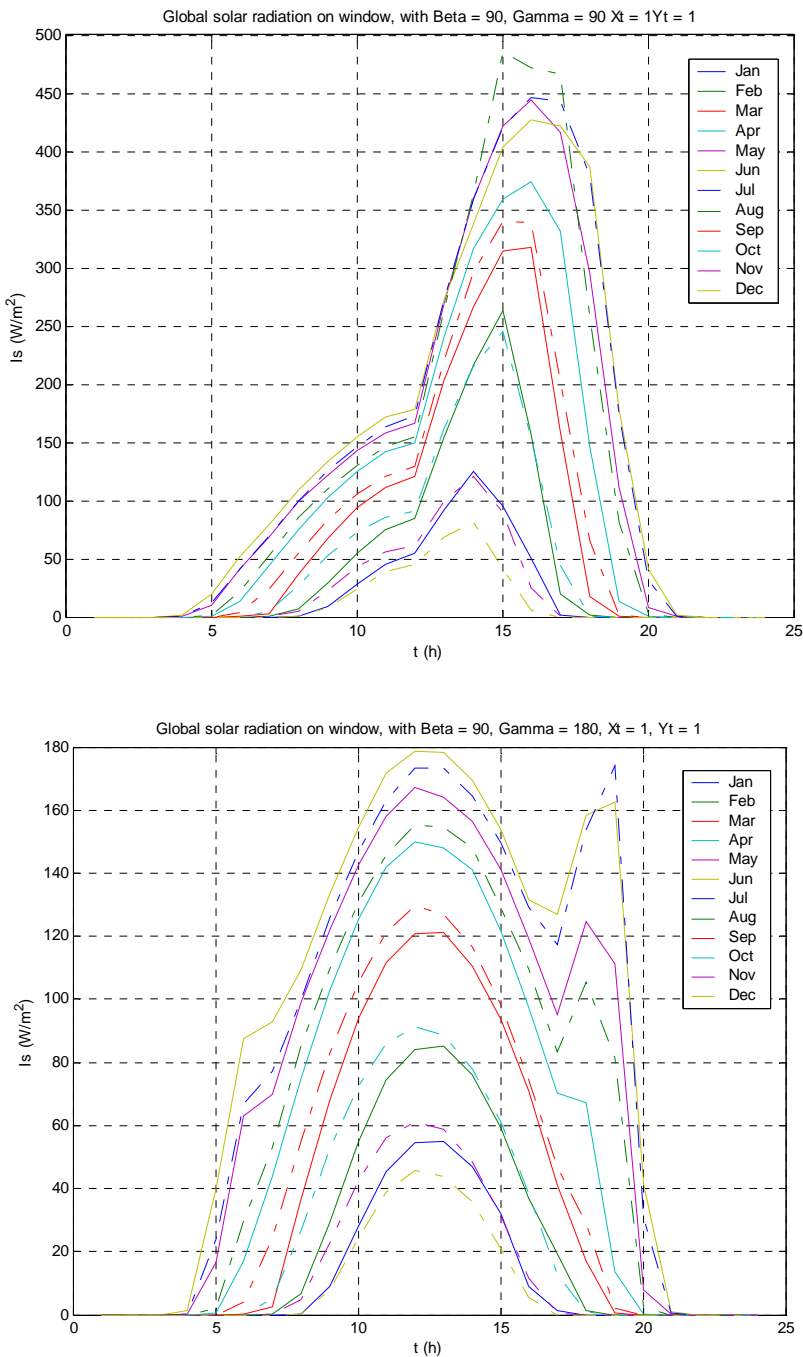 Global solar radiation on window, with Beta = 90, Gamma = 90 Xt = 1Yt = 1
500
450
400
350
300
250
200
150
100
50
0
Is (W/m²)
0 5 10 15 20 25
t (h)
Jan
Feb
Mar
Apr
May
Jun
Jul
Aug
Sep
Oct
Nov
Dec
Global solar radiation on window, with Beta = 90, Gamma = 180, Xt = 1, Yt = 1
180
160
140
120
100
80
60
40
20
0
Is (W/m²)
0 5 10 15 20 25
t (h)
Jan
Feb
Mar
Apr
May
Jun
Jul
Aug
Sep
Oct
Nov
Dec